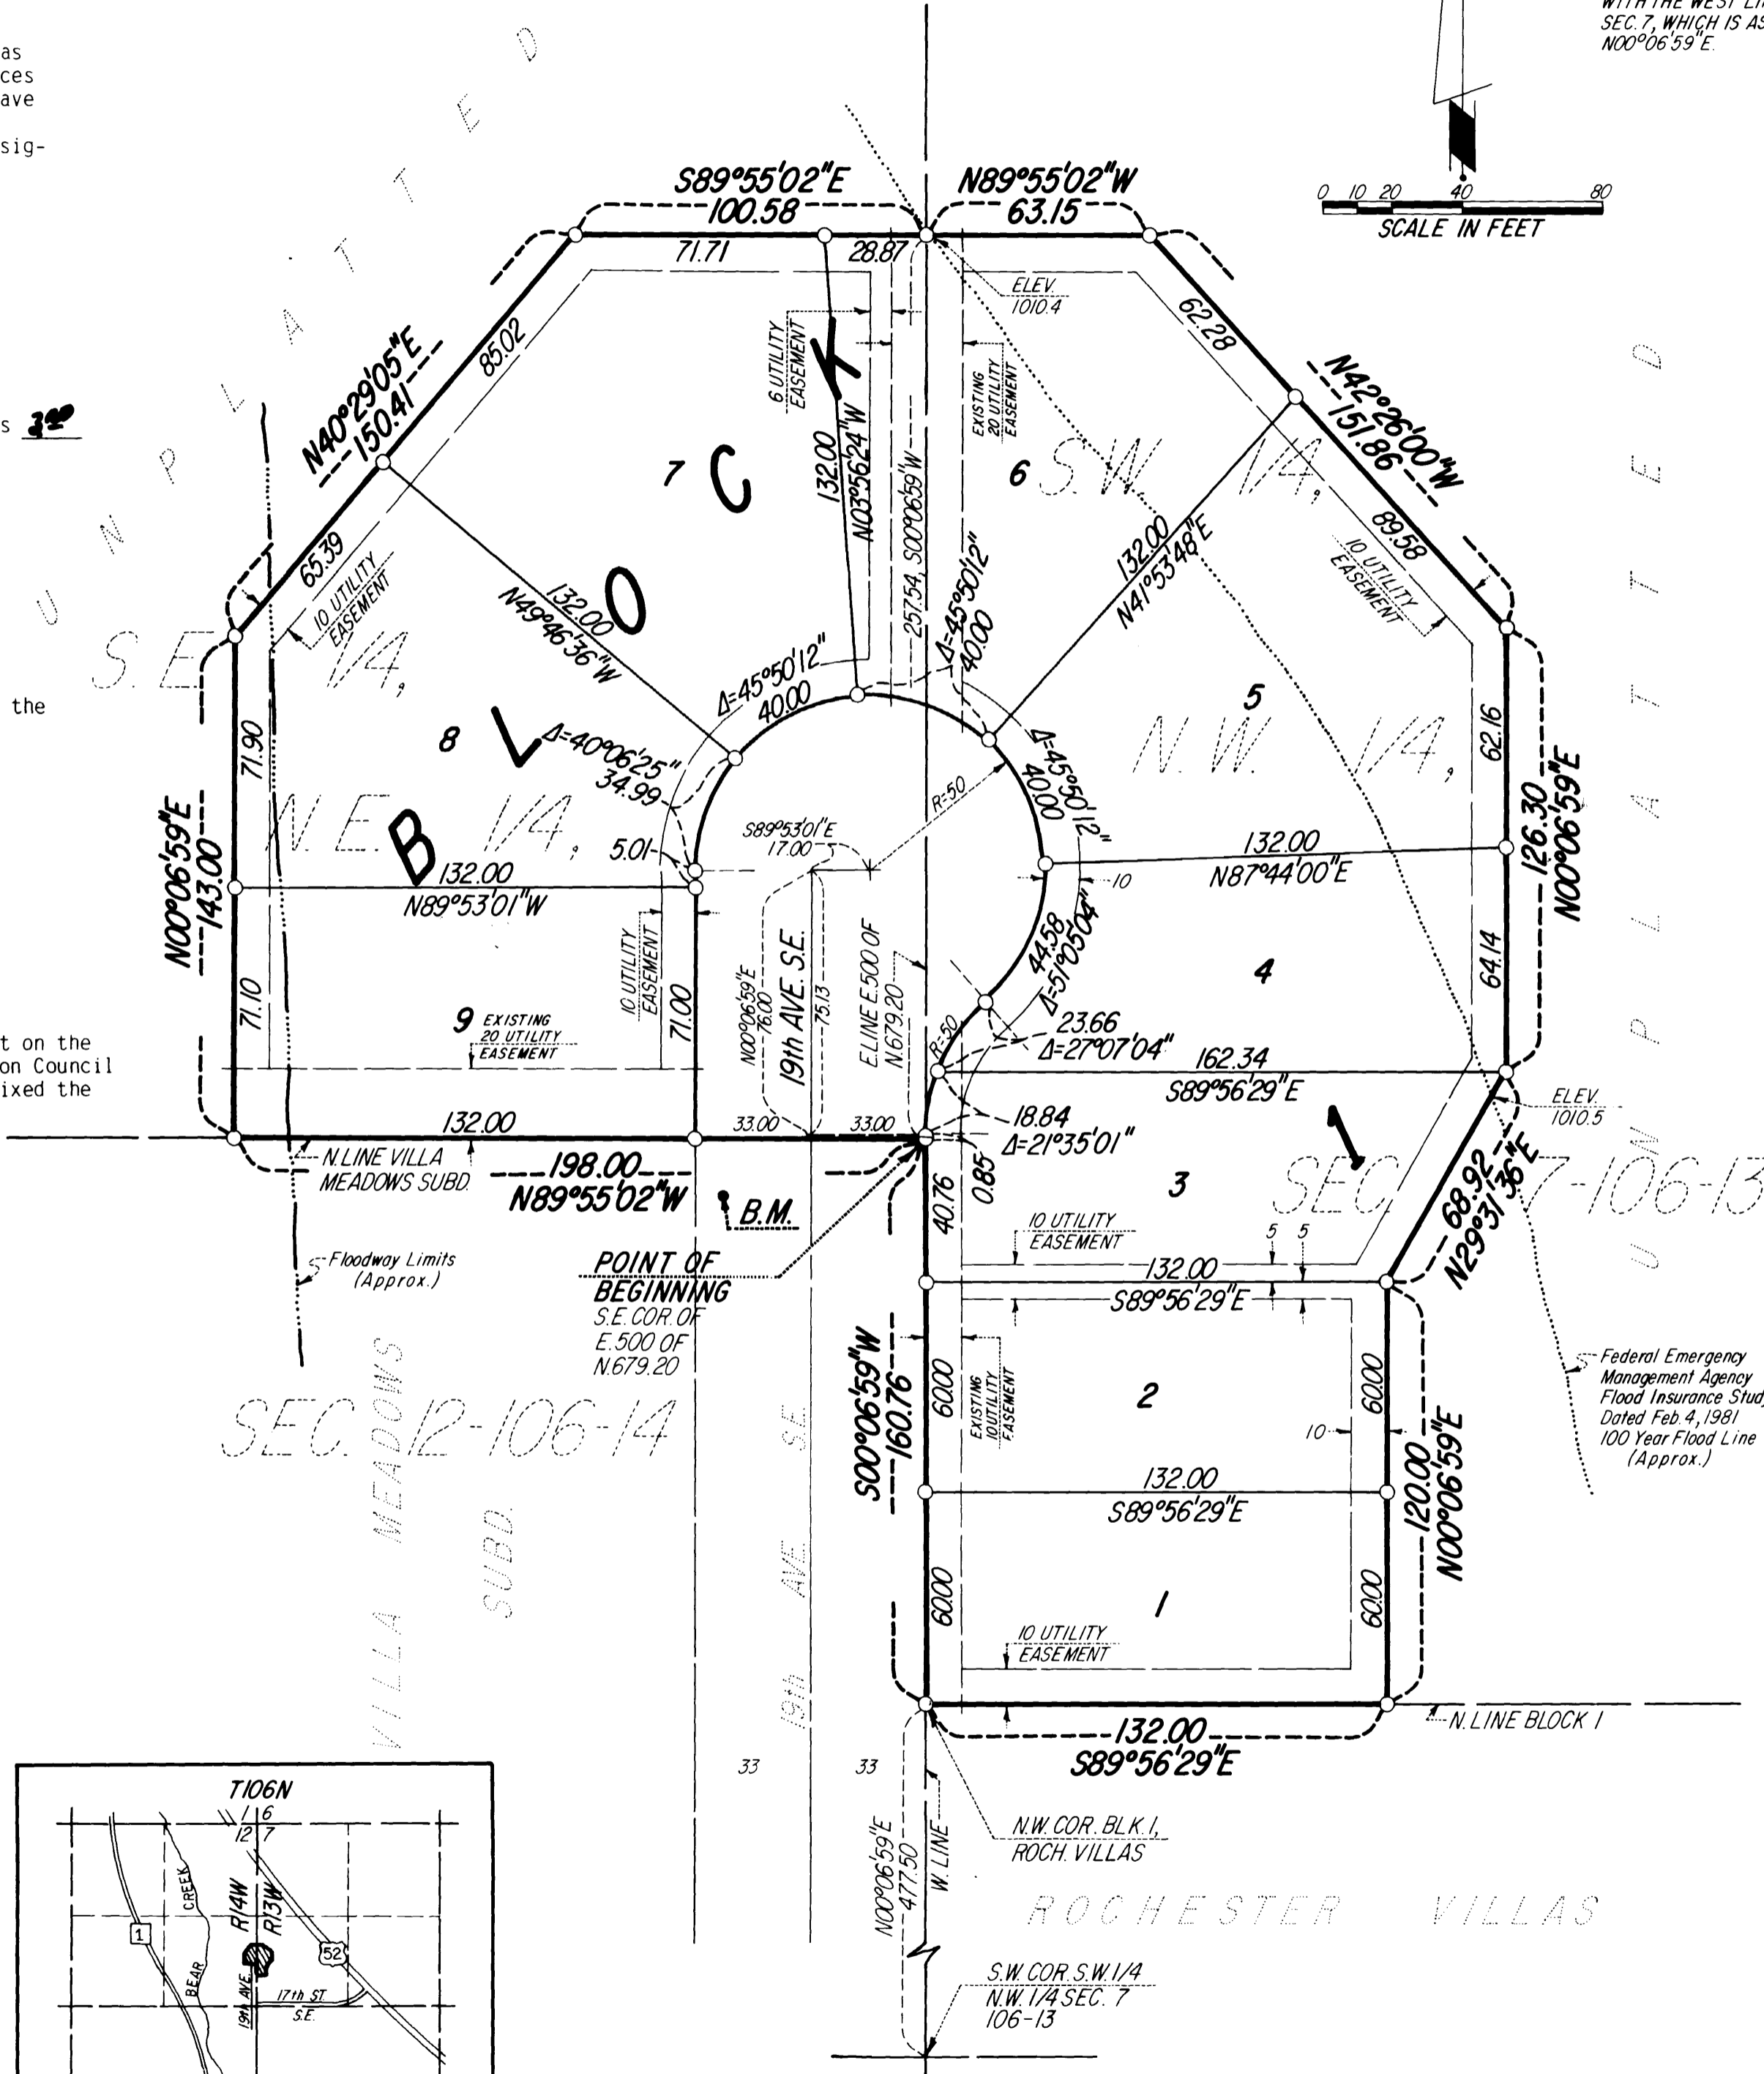 as
ces
ave
sig-
s
the
t on the
on Council
ixed the
WITH THE WEST LI
SEC. 7, WHICH IS AS
N00°06'59"E.
0 10 20 40 80
SCALE IN FEET
UNPLATTED
S89°55'02"E
100.58
N89°55'02"W
63.15
71.71
28.87
ELEV.
1010.4
6 UTILITY
EASEMENT
EXISTING
20 UTILITY
EASEMENT
62.28
N42°26'00"W
151.86
89.58
10 UTILITY
EASEMENT
N40°29'05"E
150.41
85.02
65.39
10 UTILITY
EASEMENT
BLOCK 1
7
6
132.00
N03°56'24"W
257.54, S00°06'59"W
132.00
N41°53'48"E
132.00
N49°46'36"W
S.W. 1/4,
N.W. 1/4,
S.E. 1/4,
N.E. 1/4,
Δ=45°50'12"
40.00
Δ=45°50'12"
40.00
Δ=45°50'12"
40.00
Δ=40°06'25"
34.99
8
5
R=50
S89°53'01"E
17.00
5.01
71.90
N00°06'59"E
143.00
132.00
N89°53'01"W
132.00
N87°44'00"E
10
62.16
126.30
N00°06'59"E
64.14
UNPLATTED
44.58
Δ=51°05'04"
4
R=50
23.66
Δ=27°07'04"
162.34
S89°56'29"E
ELEV.
1010.5
71.10
9
EXISTING
20 UTILITY
EASEMENT
10 UTILITY
EASEMENT
71.00
N00°06'59"E
76.00
19th AVE. S.E.
75.13
E. LINE E. 500 OF
N. 679.20
132.00
33.00
33.00
18.84
Δ=21°35'01"
0.85
40.76
N. LINE VILLA
MEADOWS SUBD.
198.00
N89°55'02"W
B.M.
Floodway Limits
(Approx.)
POINT OF
BEGINNING
S.E. COR. OF
E. 500 OF
N. 679.20
3
SEC. 7-106-13
68.92
N29°31'36"E
10 UTILITY
EASEMENT
5 5
132.00
S89°56'29"E
S00°06'59"W
160.76
60.00
EXISTING
10 UTILITY
EASEMENT
2
10
60.00
Federal Emergency
Management Agency
Flood Insurance Stud
Dated Feb. 4, 1981
100 Year Flood Line
(Approx.)
SEC. 12-106-14
VILLA MEADOWS
SUBD.
19th AVE SE
132.00
S89°56'29"E
120.00
N00°06'59"E
60.00
1
60.00
10 UTILITY
EASEMENT
N. LINE BLOCK 1
132.00
S89°56'29"E
33
33
N00°06'59"E
477.50
W. LINE
N.W. COR. BLK. 1,
ROCH. VILLAS
ROCHESTER VILLAS
S.W. COR. S.W. 1/4
N.W. 1/4 SEC. 7
106-13
T106N
1 6
12 7
R14W
R13W
CREEK
BEAR
1
52
19th AVE.
17th ST.
S.E.